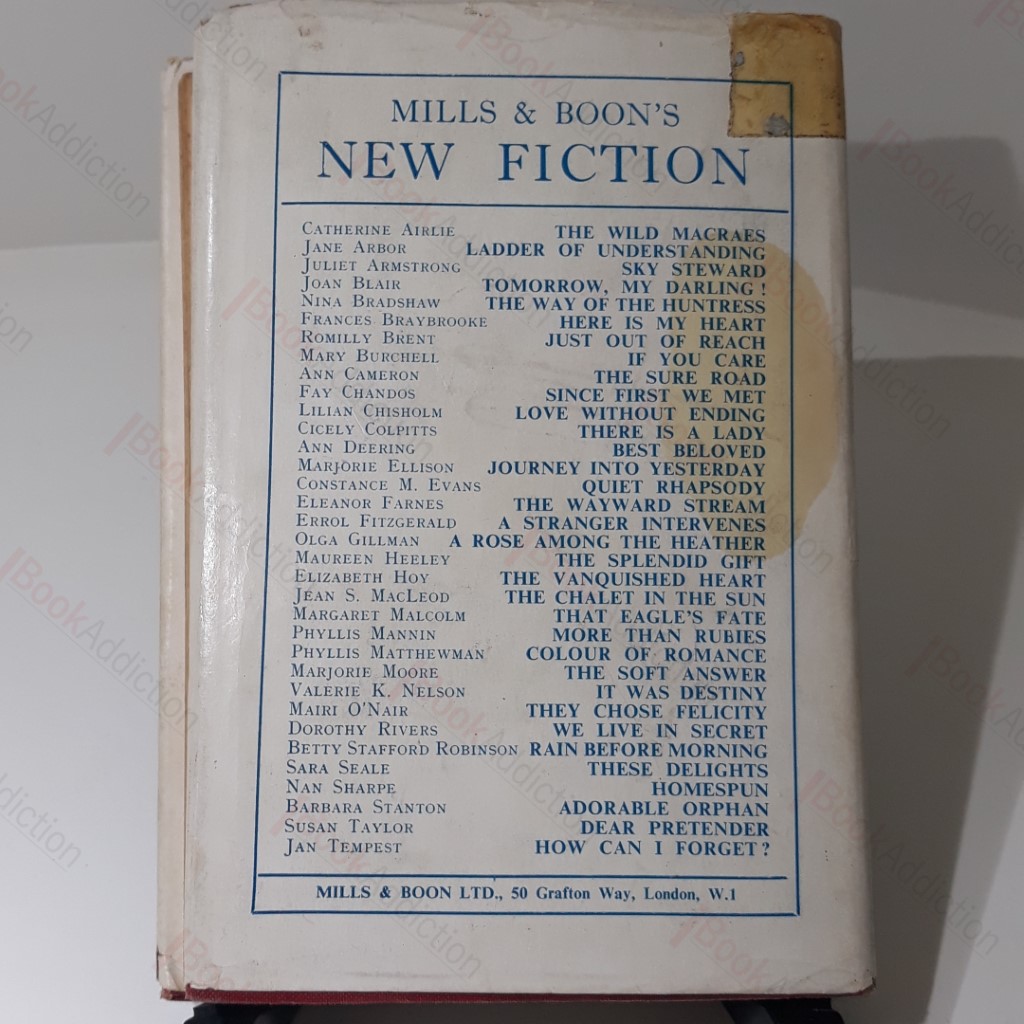 MILLS & BOON'S
NEW FICTION
CATHERINE AIRLIE THE WILD MACRAES
JANE ARBOR LADDER OF UNDERSTANDING
JULIET ARMSTRONG SKY STEWARD
JOAN BLAIR TOMORROW, MY DARLING!
NINA BRADSHAW THE WAY OF THE HUNTRESS
FRANCES BRAYBROOKE HERE IS MY HEART
ROMILLY BRENT JUST OUT OF REACH
MARY BURCHELL IF YOU CARE
ANN CAMERON THE SURE ROAD
FAY CHANDOS SINCE FIRST WE MET
LILIAN CHISHOLM LOVE WITHOUT ENDING
CICELY COLPITTS THERE IS A LADY
ANN DEERING BEST BELOVED
MARJORIE ELLISON JOURNEY INTO YESTERDAY
CONSTANCE M. EVANS QUIET RHAPSODY
ELEANOR FARNES THE WAYWARD STREAM
ERROL FITZGERALD A STRANGER INTERVENES
OLGA GILLMAN A ROSE AMONG THE HEATHER
MAUREEN HEELEY THE SPLENDID GIFT
ELIZABETH HOY THE VANQUISHED HEART
JEAN S. MACLEOD THE CHALET IN THE SUN
MARGARET MALCOLM THAT EAGLE'S FATE
PHYLLIS MANNIN MORE THAN RUBIES
PHYLLIS MATTHEWMAN COLOUR OF ROMANCE
MARJORIE MOORE THE SOFT ANSWER
VALERIE K. NELSON IT WAS DESTINY
MAIRI O'NAIR THEY CHOSE FELICITY
DOROTHY RIVERS WE LIVE IN SECRET
BETTY STAFFORD ROBINSON RAIN BEFORE MORNING
SARA SEALE THESE DELIGHTS
NAN SHARPE HOMESPUN
BARBARA STANTON ADORABLE ORPHAN
SUSAN TAYLOR DEAR PRETENDER
JAN TEMPEST HOW CAN I FORGET?
MILLS & BOON LTD., 50 Grafton Way, London, W.1